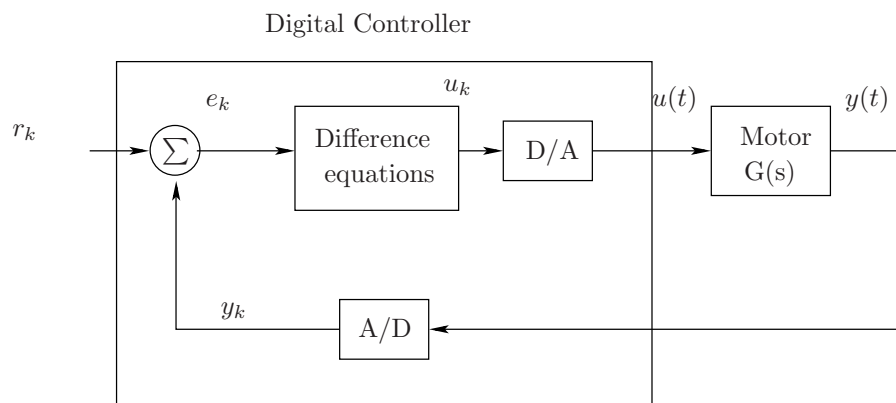 Digital Controller
r_k
e_k
∑
Difference
equations
u_k
D/A
u(t)
Motor
G(s)
y(t)
y_k
A/D